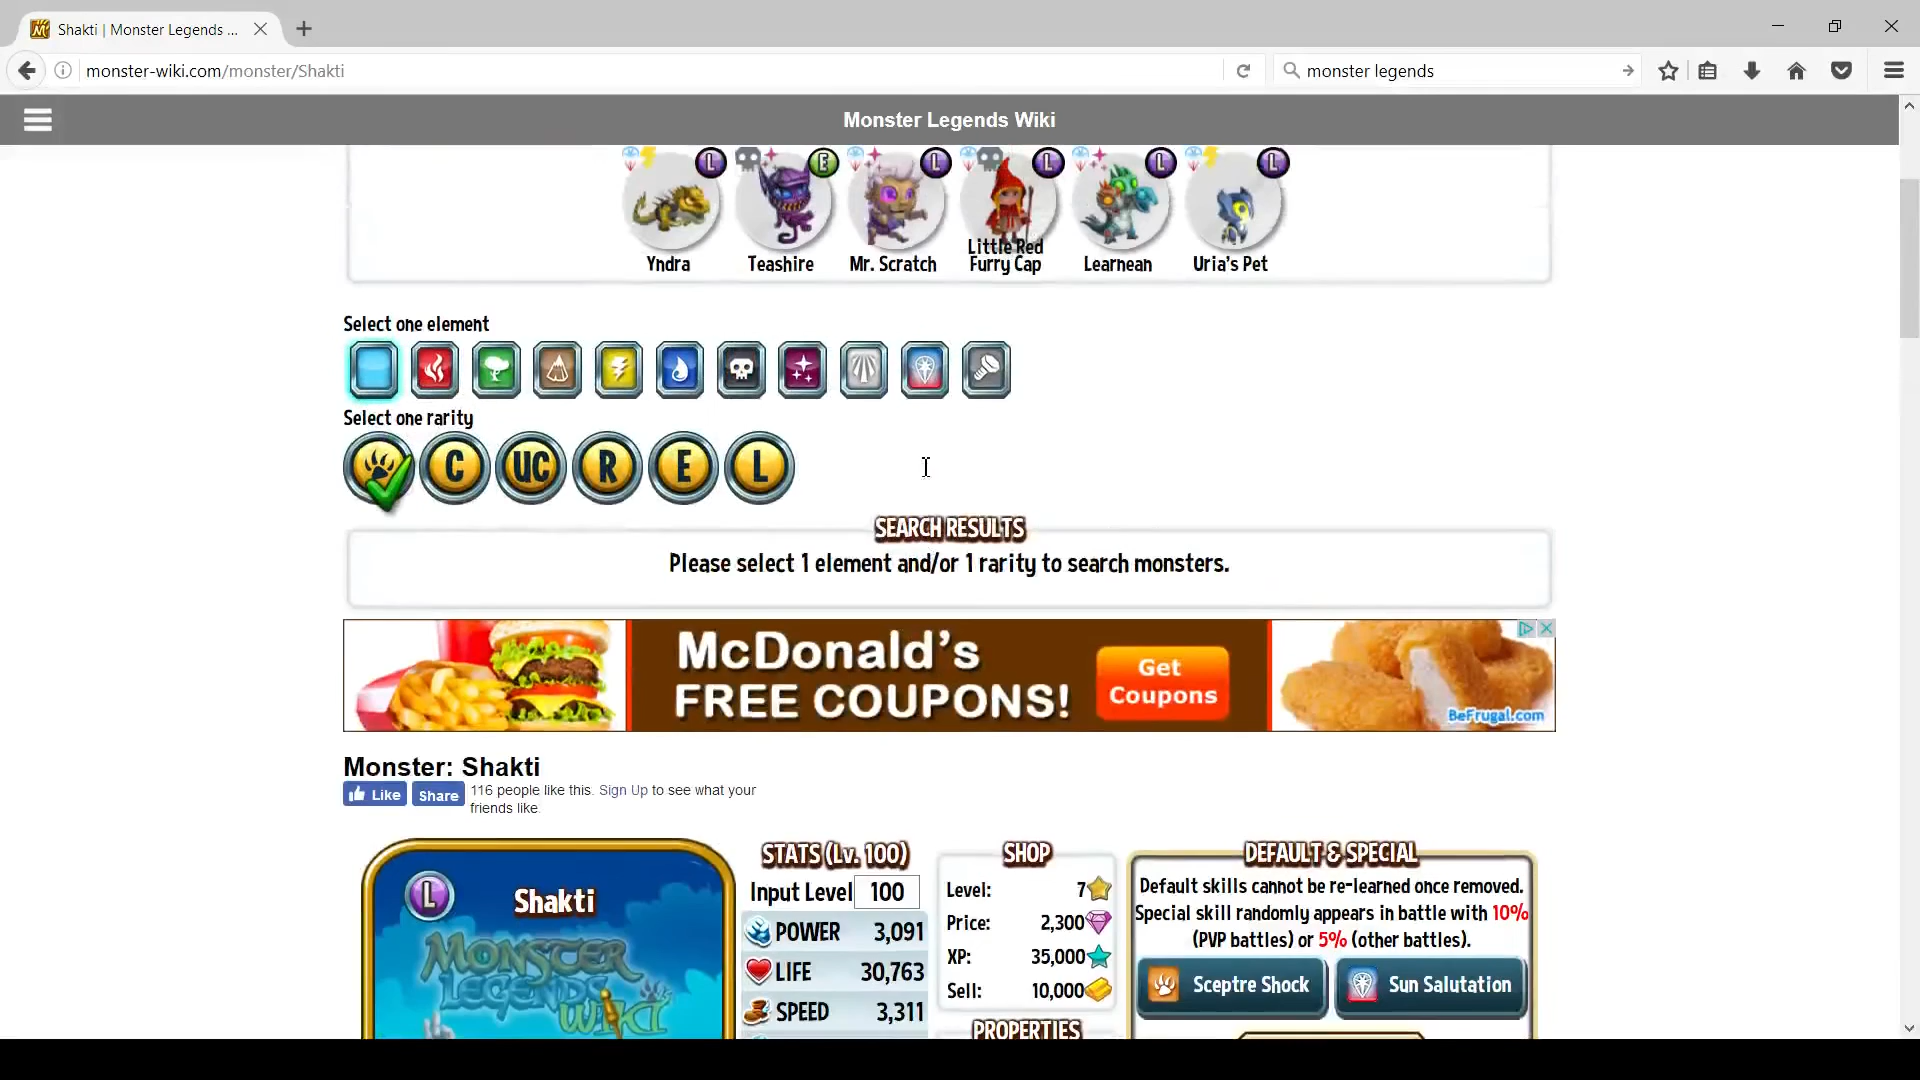 Shakti | Monster Legends ...
monster-wiki.com/monster/Shakti
monster legends
Monster Legends Wiki
L E L L L L
Yndra Teashire Mr. Scratch Little Red Furry Cap Learnean Uria's Pet
Select one element
Select one rarity
C UC R E L
SEARCH RESULTS
Please select 1 element and/or 1 rarity to search monsters.
McDonald's
FREE COUPONS!
Get
Coupons
BeFrugal.com
Monster: Shakti
Like Share 116 people like this. Sign Up to see what your
friends like.
L Shakti
MONSTER
LEGENDS
WIKI
STATS (Lv. 100)
Input Level 100
POWER 3,091
LIFE 30,763
SPEED 3,311
SHOP
Level: 7
Price: 2,300
XP: 35,000
Sell: 10,000
PROPERTIES
DEFAULT & SPECIAL
Default skills cannot be re-learned once removed.
Special skill randomly appears in battle with 10%
(PVP battles) or 5% (other battles).
Sceptre Shock Sun Salutation